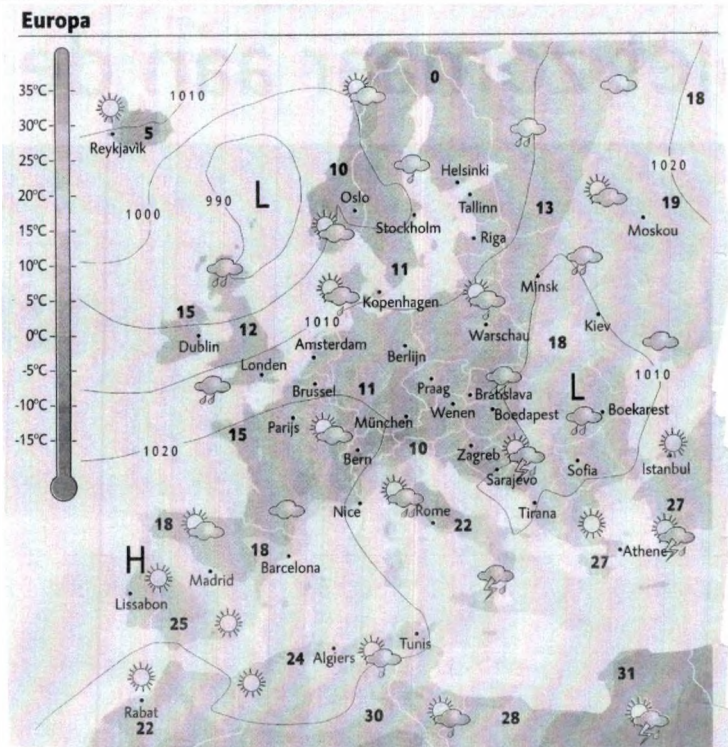 Europa
35°C
30°C
25°C
20°C
15°C
10°C
5°C
0°C
-5°C
-10°C
-15°C
0
18
1010
5
Reykjavik
1020
Helsinki
10
990
L
Oslo
Tallinn
13
19
1000
Stockholm
Riga
Moskou
11
Minsk
Kopenhagen
15
12
1010
Warschau
Kiev
Dublin
Amsterdam
18
Berlijn
Londen
1010
Brussel
11
Praag
Bratislava
L
Wenen
Boedapest
Boekarest
15
Parijs
München
1020
Bern
10
Zagreb
Sarajevo
Sofia
Istanbul
Nice
Rome
22
Tirana
27
18
H
18
Barcelona
27
Athene
Madrid
Lissabon
25
24
Algiers
Tunis
31
Rabat
22
30
28